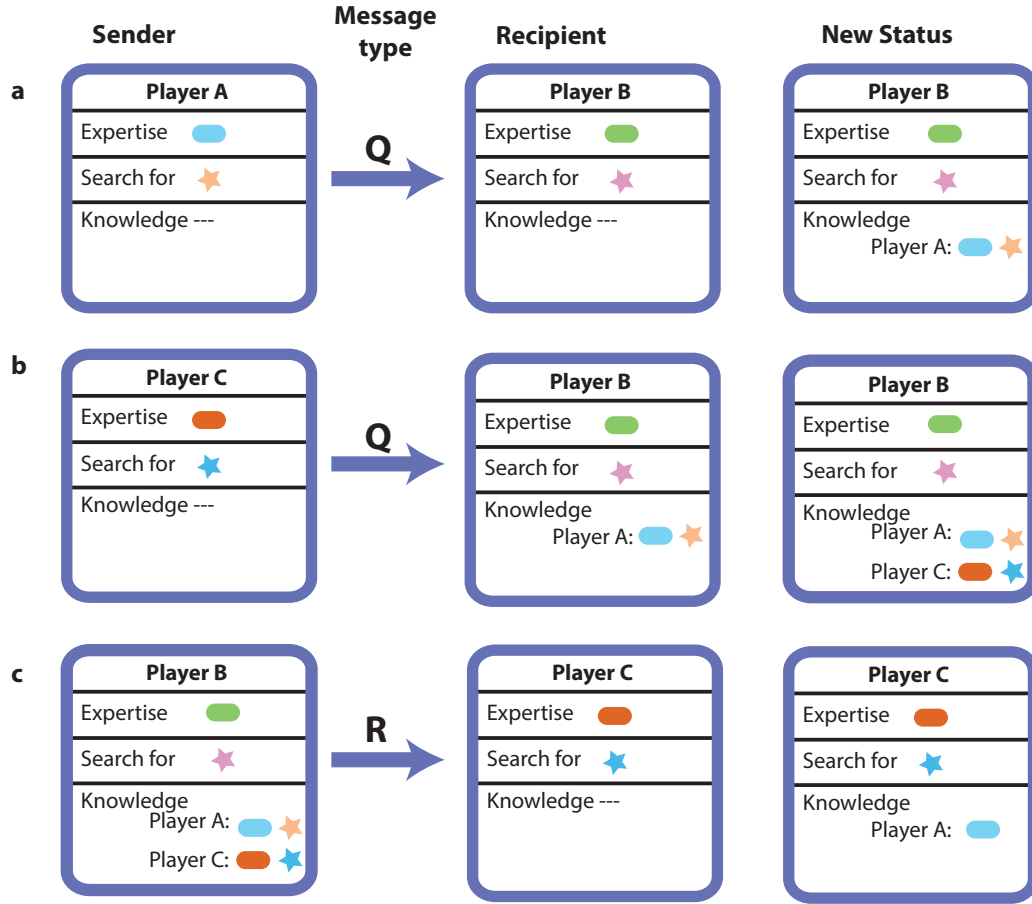 Sender
Message type
Recipient
New Status
a
Player A
Expertise
Search for
Knowledge ---
Q
Player B
Expertise
Search for
Knowledge ---
Player B
Expertise
Search for
Knowledge
Player A:
b
Player C
Expertise
Search for
Knowledge ---
Q
Player B
Expertise
Search for
Knowledge
Player A:
Player B
Expertise
Search for
Knowledge
Player A:
Player C:
c
Player B
Expertise
Search for
Knowledge
Player A:
Player C:
R
Player C
Expertise
Search for
Knowledge ---
Player C
Expertise
Search for
Knowledge
Player A: